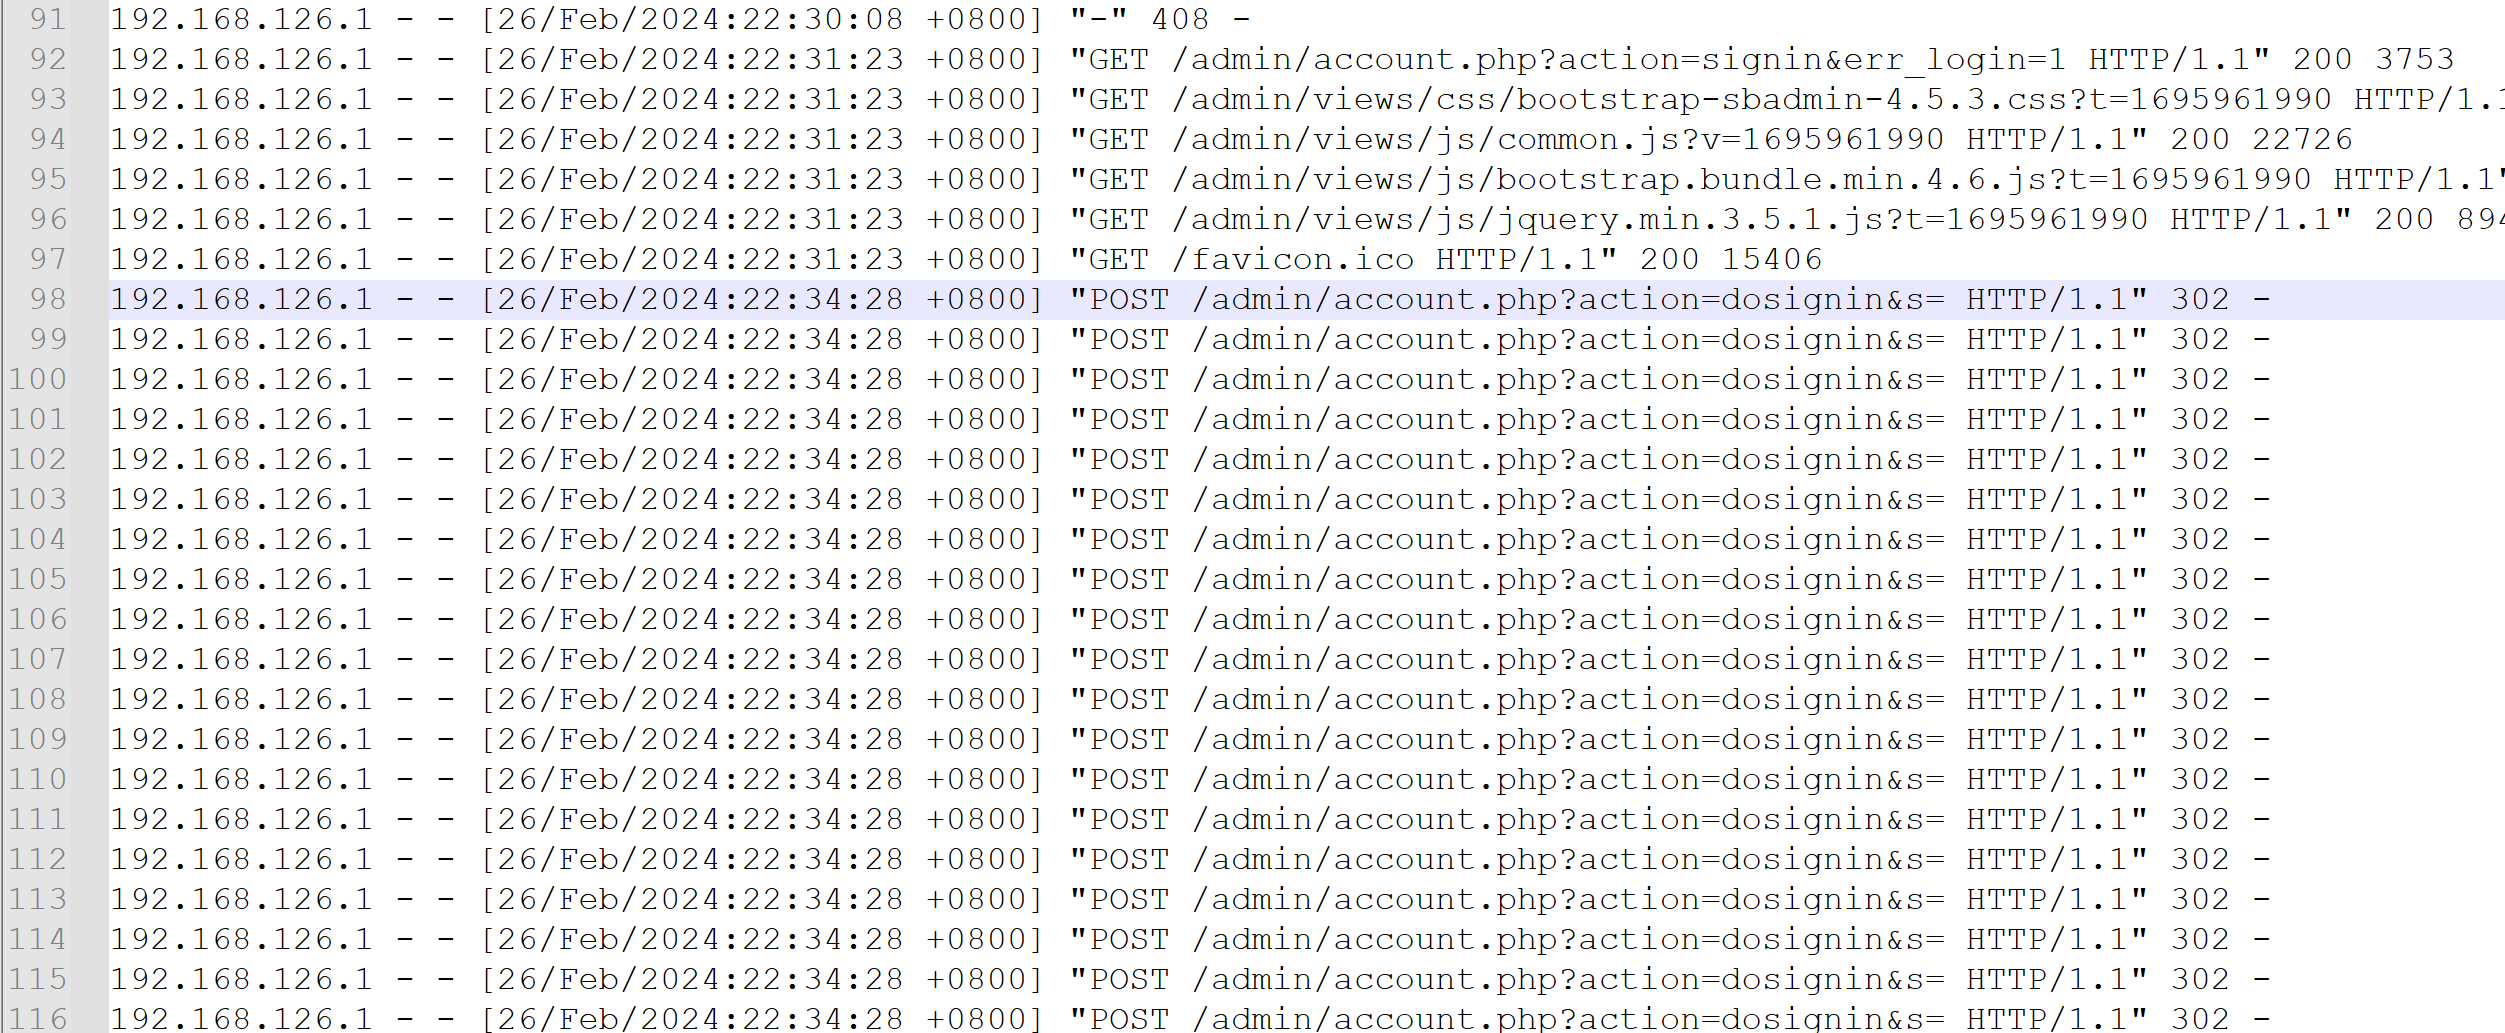 91 192.168.126.1 - - [26/Feb/2024:22:30:08 +0800] "-" 408 -
92 192.168.126.1 - - [26/Feb/2024:22:31:23 +0800] "GET /admin/account.php?action=signin&err_login=1 HTTP/1.1" 200 3753
93 192.168.126.1 - - [26/Feb/2024:22:31:23 +0800] "GET /admin/views/css/bootstrap-sbadmin-4.5.3.css?t=1695961990 HTTP/1.1
94 192.168.126.1 - - [26/Feb/2024:22:31:23 +0800] "GET /admin/views/js/common.js?v=1695961990 HTTP/1.1" 200 22726
95 192.168.126.1 - - [26/Feb/2024:22:31:23 +0800] "GET /admin/views/js/bootstrap.bundle.min.4.6.js?t=1695961990 HTTP/1.1"
96 192.168.126.1 - - [26/Feb/2024:22:31:23 +0800] "GET /admin/views/js/jquery.min.3.5.1.js?t=1695961990 HTTP/1.1" 200 894
97 192.168.126.1 - - [26/Feb/2024:22:31:23 +0800] "GET /favicon.ico HTTP/1.1" 200 15406
98 192.168.126.1 - - [26/Feb/2024:22:34:28 +0800] "POST /admin/account.php?action=dosignin&s= HTTP/1.1" 302 -
99 192.168.126.1 - - [26/Feb/2024:22:34:28 +0800] "POST /admin/account.php?action=dosignin&s= HTTP/1.1" 302 -
100 192.168.126.1 - - [26/Feb/2024:22:34:28 +0800] "POST /admin/account.php?action=dosignin&s= HTTP/1.1" 302 -
101 192.168.126.1 - - [26/Feb/2024:22:34:28 +0800] "POST /admin/account.php?action=dosignin&s= HTTP/1.1" 302 -
102 192.168.126.1 - - [26/Feb/2024:22:34:28 +0800] "POST /admin/account.php?action=dosignin&s= HTTP/1.1" 302 -
103 192.168.126.1 - - [26/Feb/2024:22:34:28 +0800] "POST /admin/account.php?action=dosignin&s= HTTP/1.1" 302 -
104 192.168.126.1 - - [26/Feb/2024:22:34:28 +0800] "POST /admin/account.php?action=dosignin&s= HTTP/1.1" 302 -
105 192.168.126.1 - - [26/Feb/2024:22:34:28 +0800] "POST /admin/account.php?action=dosignin&s= HTTP/1.1" 302 -
106 192.168.126.1 - - [26/Feb/2024:22:34:28 +0800] "POST /admin/account.php?action=dosignin&s= HTTP/1.1" 302 -
107 192.168.126.1 - - [26/Feb/2024:22:34:28 +0800] "POST /admin/account.php?action=dosignin&s= HTTP/1.1" 302 -
108 192.168.126.1 - - [26/Feb/2024:22:34:28 +0800] "POST /admin/account.php?action=dosignin&s= HTTP/1.1" 302 -
109 192.168.126.1 - - [26/Feb/2024:22:34:28 +0800] "POST /admin/account.php?action=dosignin&s= HTTP/1.1" 302 -
110 192.168.126.1 - - [26/Feb/2024:22:34:28 +0800] "POST /admin/account.php?action=dosignin&s= HTTP/1.1" 302 -
111 192.168.126.1 - - [26/Feb/2024:22:34:28 +0800] "POST /admin/account.php?action=dosignin&s= HTTP/1.1" 302 -
112 192.168.126.1 - - [26/Feb/2024:22:34:28 +0800] "POST /admin/account.php?action=dosignin&s= HTTP/1.1" 302 -
113 192.168.126.1 - - [26/Feb/2024:22:34:28 +0800] "POST /admin/account.php?action=dosignin&s= HTTP/1.1" 302 -
114 192.168.126.1 - - [26/Feb/2024:22:34:28 +0800] "POST /admin/account.php?action=dosignin&s= HTTP/1.1" 302 -
115 192.168.126.1 - - [26/Feb/2024:22:34:28 +0800] "POST /admin/account.php?action=dosignin&s= HTTP/1.1" 302 -
116 192.168.126.1 - - [26/Feb/2024:22:34:28 +0800] "POST /admin/account.php?action=dosignin&s= HTTP/1.1" 302 -